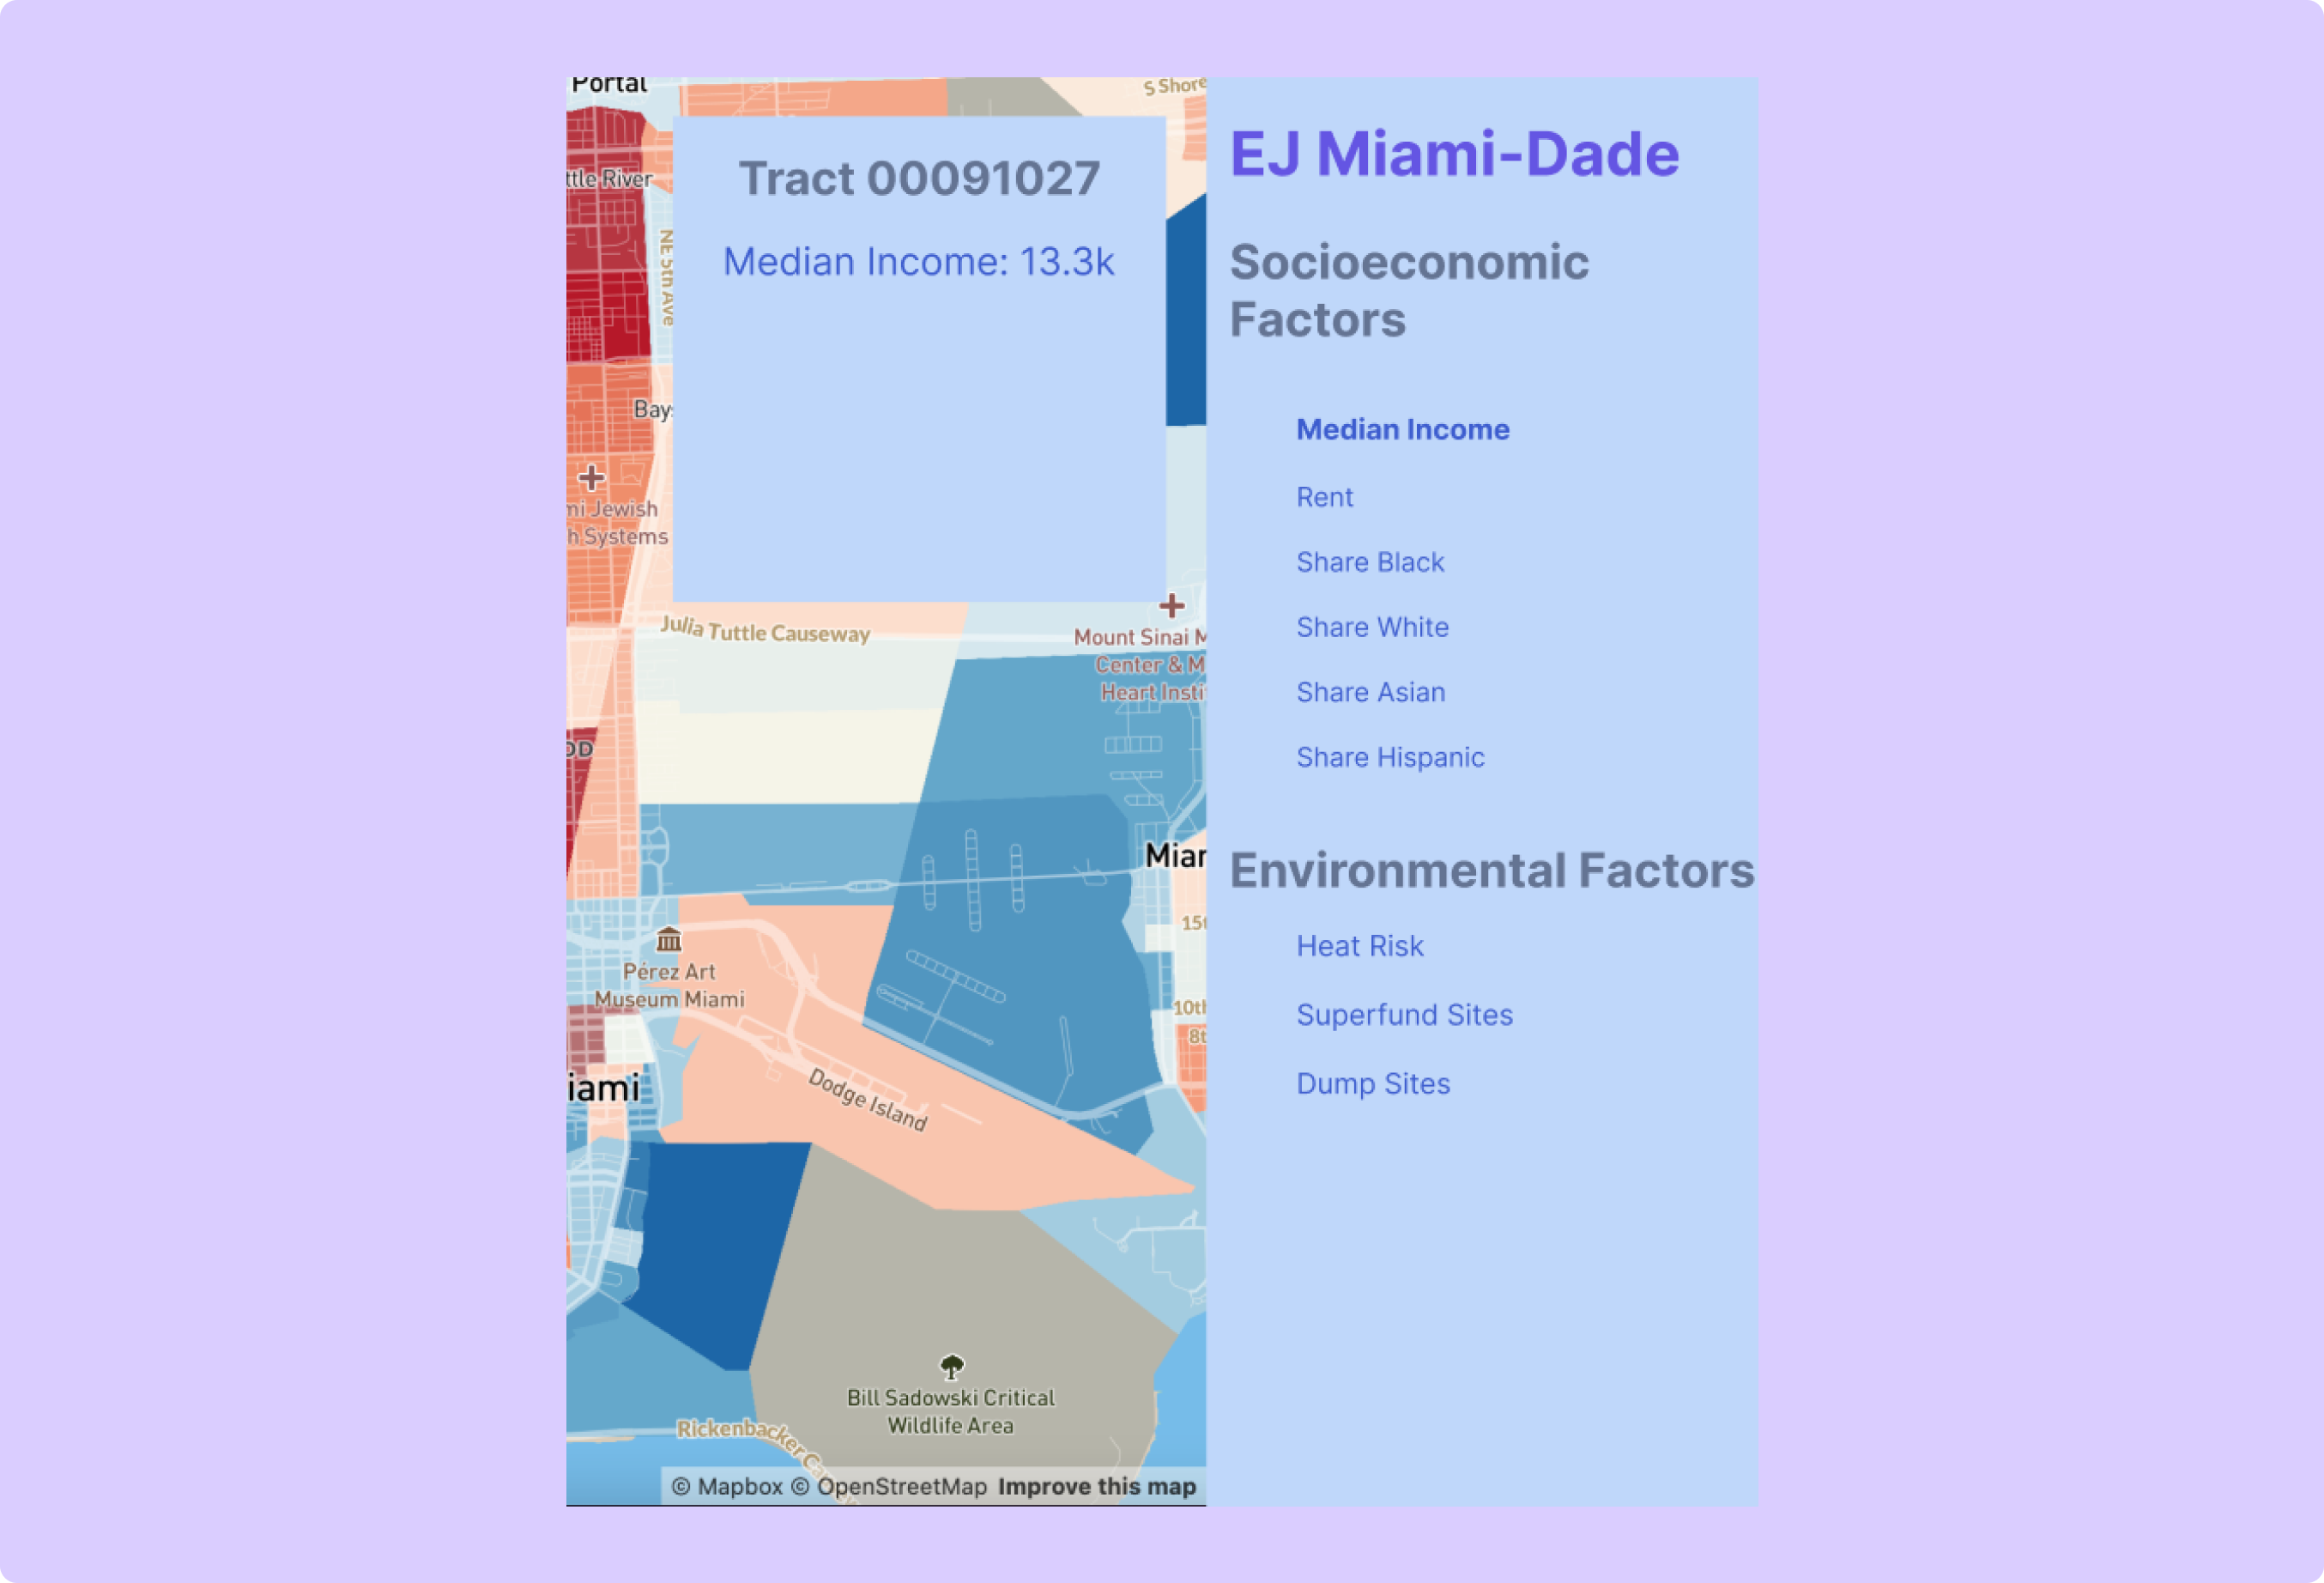 Portal
S Shore
ttle River
NE 5th Ave
Tract 00091027
Median Income: 13.3k
Bay
mi Jewish
h Systems
Julia Tuttle Causeway
Mount Sinai M
Center & M
Heart Insti
OD
Miar
15t
Pérez Art
Museum Miami
10th
8t
iami
Dodge Island
Bill Sadowski Critical
Wildlife Area
Rickenbacker Ca
© Mapbox © OpenStreetMap Improve this map
EJ Miami-Dade
Socioeconomic
Factors
Median Income
Rent
Share Black
Share White
Share Asian
Share Hispanic
Environmental Factors
Heat Risk
Superfund Sites
Dump Sites